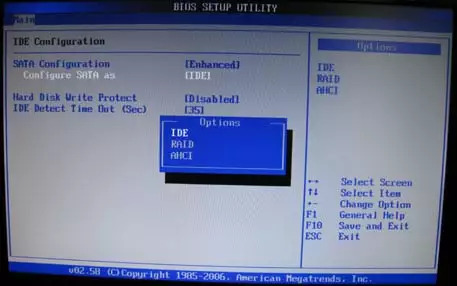 BIOS SETUP UTILITY
Main
IDE Configuration
SATA Configuration [Enhanced]
Configure SATA as [IDE]
Hard Disk Write Protect [Disabled]
IDE Detect Time Out (Sec) [35]
Options
IDE
RAID
AHCI
Options
IDE
RAID
AHCI
←→ Select Screen
↑↓ Select Item
+- Change Option
F1 General Help
F10 Save and Exit
ESC Exit
v02.58 (C)Copyright 1985-2006, American Megatrends, Inc.